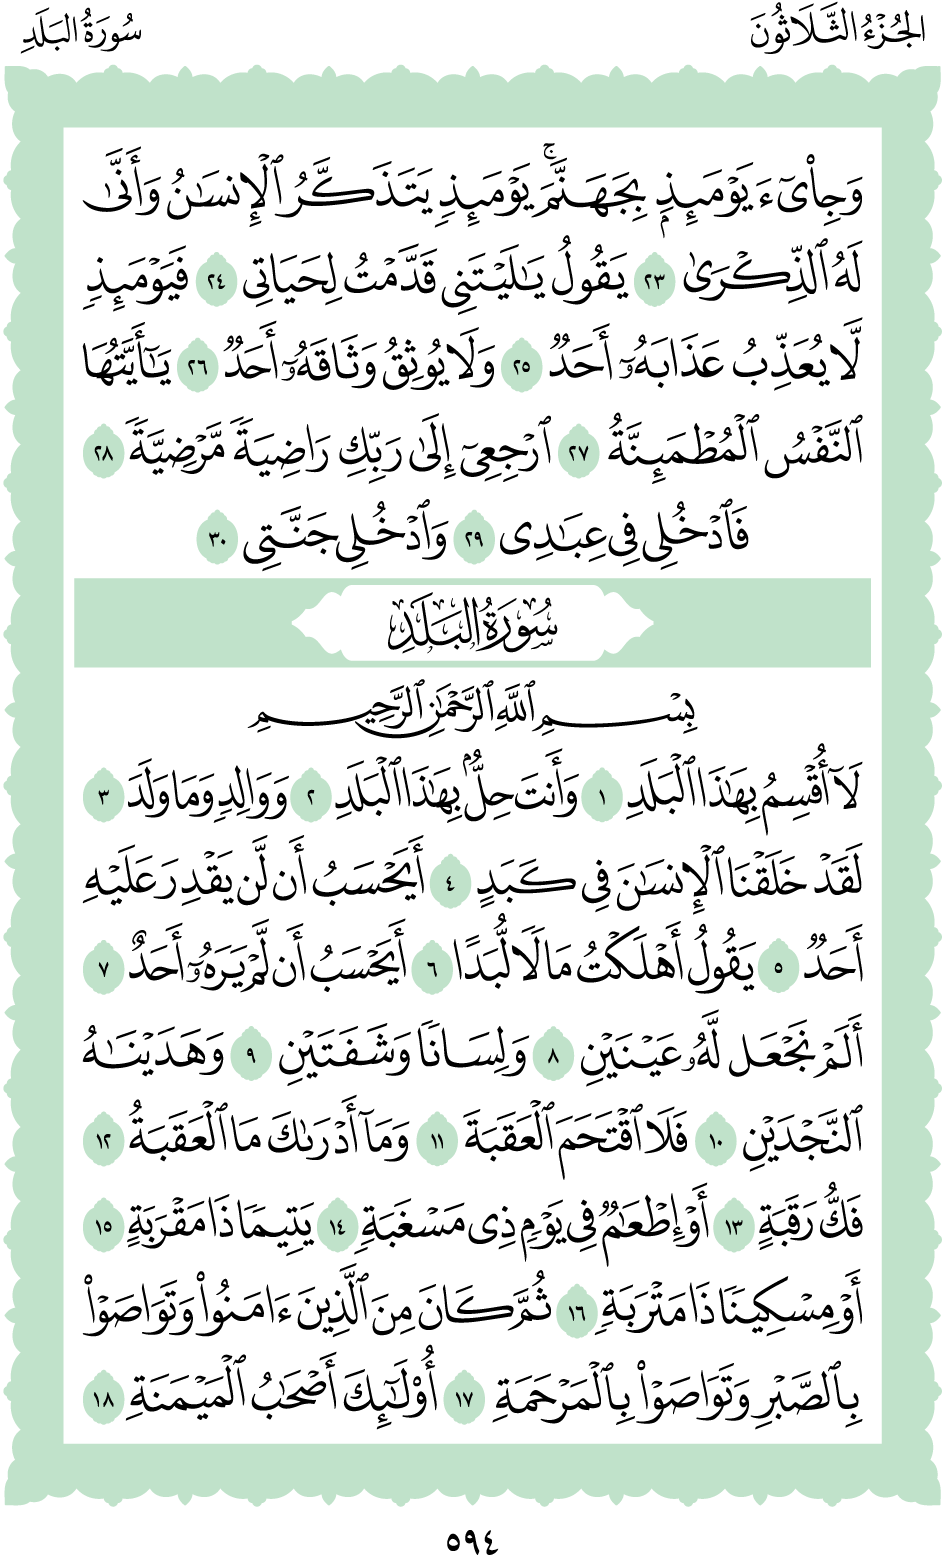 الجُزْءُ الثَّلَاثُونَ سُورَةُ البَلَدِ
وَجِاْىٓءَ يَوْمَئِذِۭ بِجَهَنَّمَۚ يَوْمَئِذٖ يَتَذَكَّرُ ٱلْإِنسَٰنُ وَأَنَّىٰ
لَهُ ٱلذِّكْرَىٰ ٢٣ يَقُولُ يَٰلَيْتَنِى قَدَّمْتُ لِحَيَاتِى ٢٤ فَيَوْمَئِذٖ
لَّا يُعَذِّبُ عَذَابَهُۥٓ أَحَدٞ ٢٥ وَلَا يُوثِقُ وَثَاقَهُۥٓ أَحَدٞ ٢٦ يَٰٓأَيَّتُهَا
ٱلنَّفْسُ ٱلْمُطْمَئِنَّةُ ٢٧ ٱرْجِعِىٓ إِلَىٰ رَبِّكِ رَاضِيَةٗ مَّرْضِيَّةٗ ٢٨
فَٱدْخُلِى فِى عِبَٰدِى ٢٩ وَٱدْخُلِى جَنَّتِى ٣٠
سُورَةُ البَلَدِ
بِسْمِ ٱللَّهِ ٱلرَّحْمَٰنِ ٱلرَّحِيمِ
لَآ أُقْسِمُ بِهَٰذَا ٱلْبَلَدِ ١ وَأَنتَ حِلُّۢ بِهَٰذَا ٱلْبَلَدِ ٢ وَوَالِدٖ وَمَا وَلَدَ ٣
لَقَدْ خَلَقْنَا ٱلْإِنسَٰنَ فِى كَبَدٍ ٤ أَيَحْسَبُ أَن لَّن يَقْدِرَ عَلَيْهِ
أَحَدٞ ٥ يَقُولُ أَهْلَكْتُ مَالٗا لُّبَدًا ٦ أَيَحْسَبُ أَن لَّمْ يَرَهُۥٓ أَحَدٌ ٧
أَلَمْ نَجْعَل لَّهُۥ عَيْنَيْنِ ٨ وَلِسَانٗا وَشَفَتَيْنِ ٩ وَهَدَيْنَٰهُ
ٱلنَّجْدَيْنِ ١٠ فَلَا ٱقْتَحَمَ ٱلْعَقَبَةَ ١١ وَمَآ أَدْرَىٰكَ مَا ٱلْعَقَبَةُ ١٢
فَكُّ رَقَبَةٍ ١٣ أَوْ إِطْعَٰمٞ فِى يَوْمٖ ذِى مَسْغَبَةٖ ١٤ يَتِيمٗا ذَا مَقْرَبَةٍ ١٥
أَوْ مِسْكِينٗا ذَا مَتْرَبَةٖ ١٦ ثُمَّ كَانَ مِنَ ٱلَّذِينَ ءَامَنُوا۟ وَتَوَاصَوْا۟
بِٱلصَّبْرِ وَتَوَاصَوْا۟ بِٱلْمَرْحَمَةِ ١٧ أُو۟لَٰٓئِكَ أَصْحَٰبُ ٱلْمَيْمَنَةِ ١٨
٥٩٤